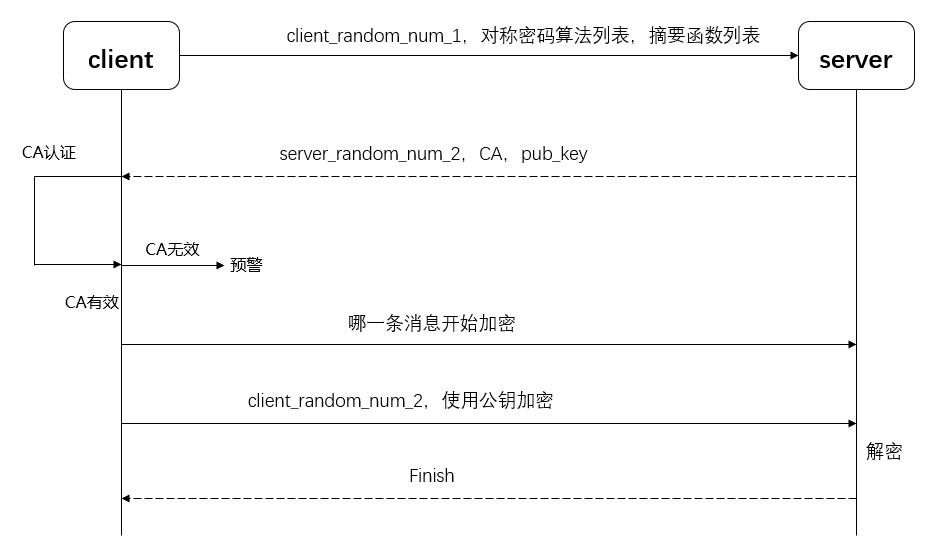 client_random_num_1，对称密码算法列表，摘要函数列表
client
server
CA认证
server_random_num_2，CA，pub_key
CA无效
预警
CA有效
哪一条消息开始加密
client_random_num_2，使用公钥加密
解密
Finish